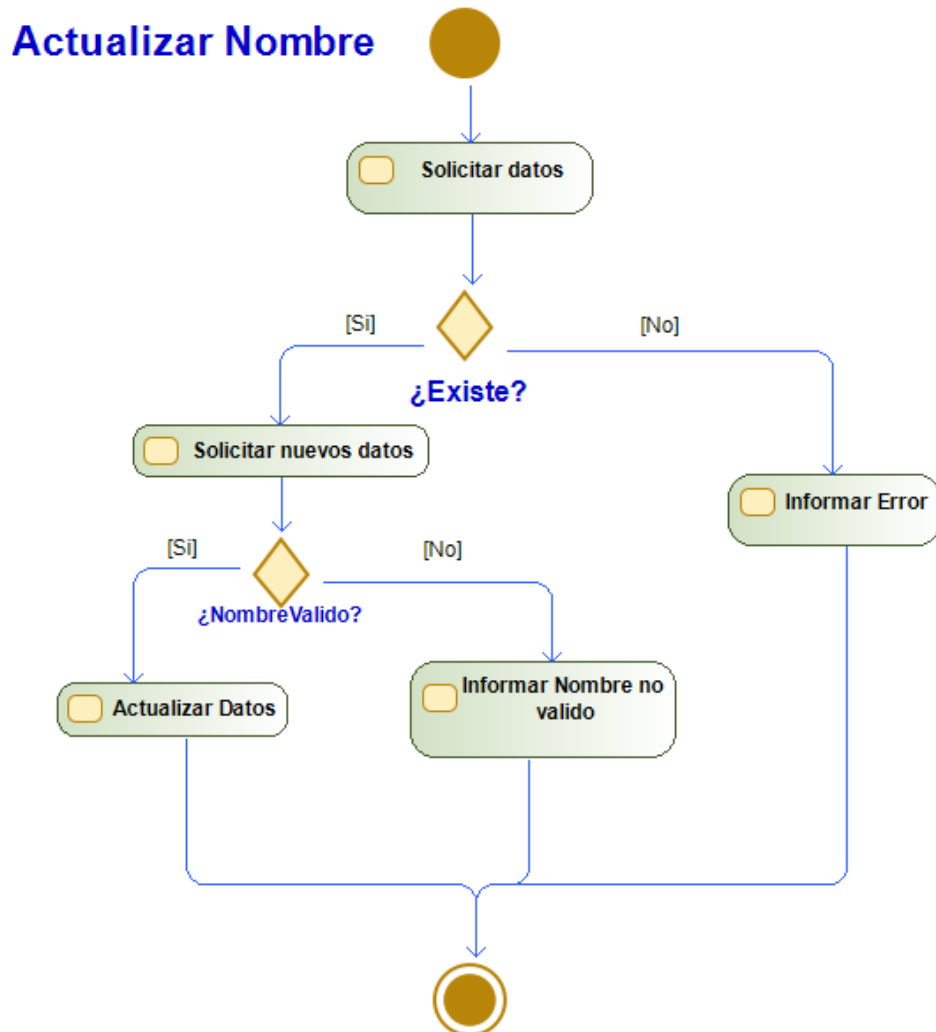 Actualizar Nombre
Solicitar datos
[Si]
[No]
¿Existe?
Solicitar nuevos datos
Informar Error
[Si]
[No]
¿NombreValido?
Actualizar Datos
Informar Nombre no
valido